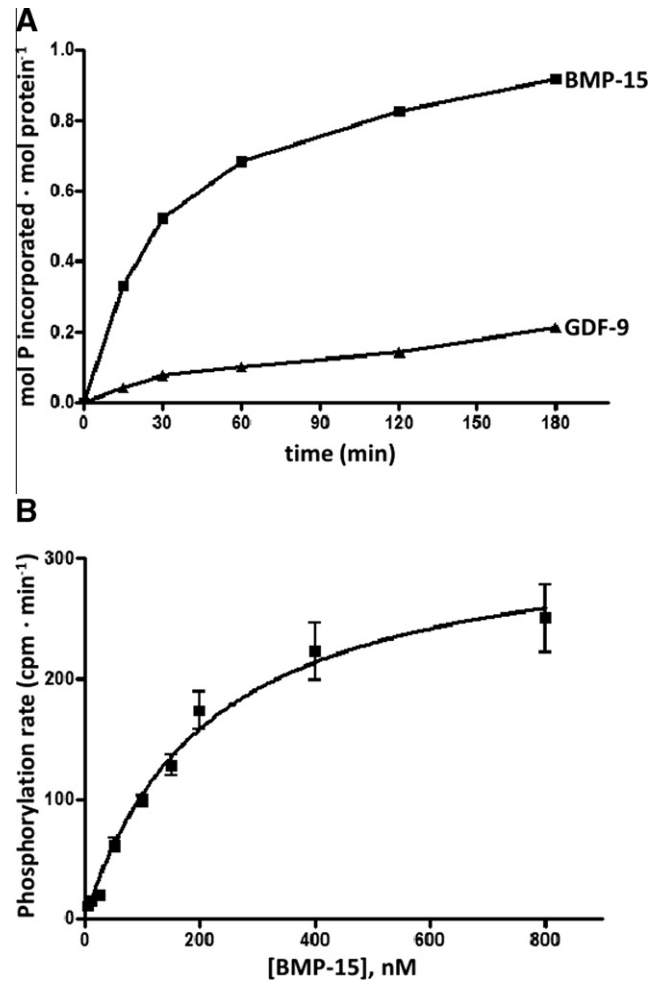 A
mol P incorporated · mol protein⁻¹
1.0
0.8
0.6
0.4
0.2
0.0
BMP-15
GDF-9
0 30 60 90 120 150 180
time (min)
B
Phosphorylation rate (cpm · min⁻¹)
300
200
100
0
0 200 400 600 800
[BMP-15], nM